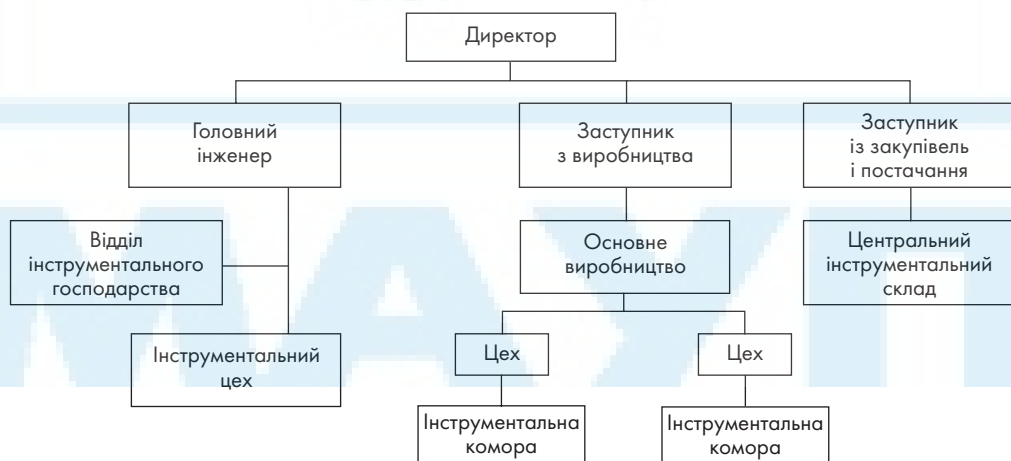 Директор
Головний
інженер
Заступник
з виробництва
Заступник
із закупівель
і постачання
Відділ
інструментального
господарства
Основне
виробництво
Центральний
інструментальний
склад
Інструментальний
цех
Цех
Цех
Інструментальна
комора
Інструментальна
комора
МАУП